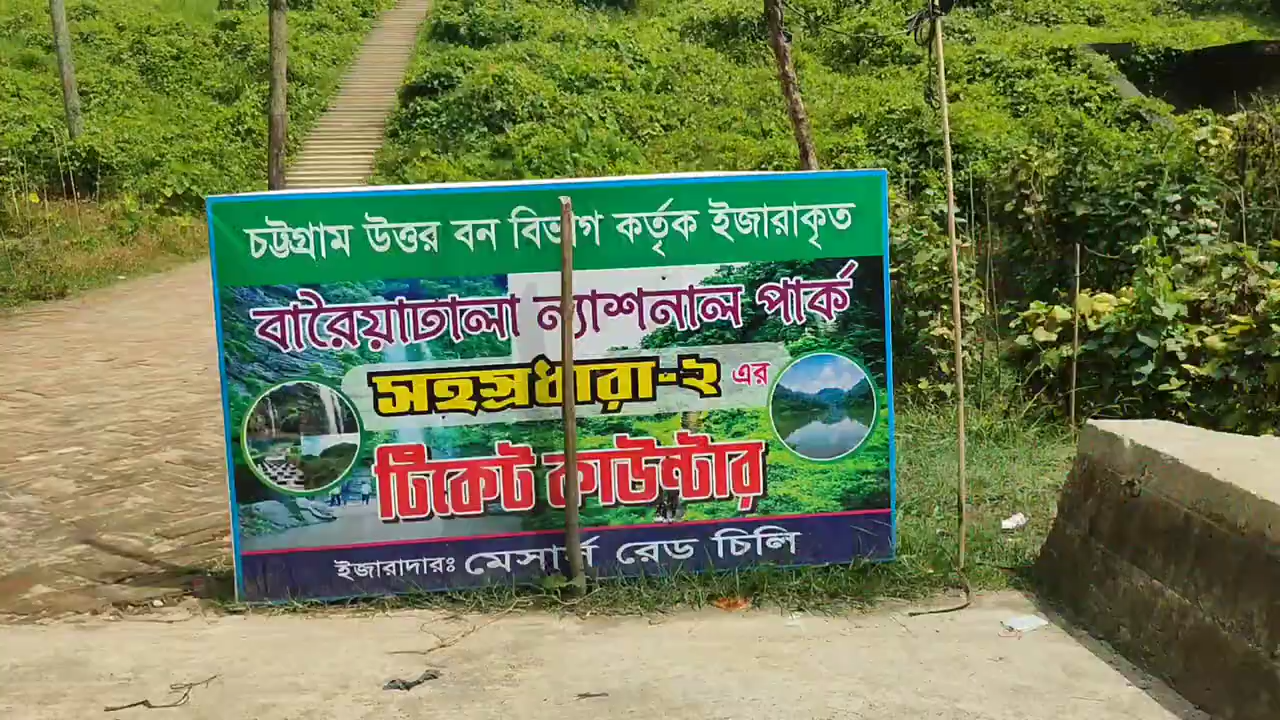 চট্টগ্রাম উত্তর বন বিভাগ কর্তৃক ইজারাকৃত
বারৈয়াঢালা ন্যাশনাল পার্ক
সহস্রধারা-২ এর
টিকেট কাউন্টার
ইজারাদারঃ মেসার্স রেড চিলি